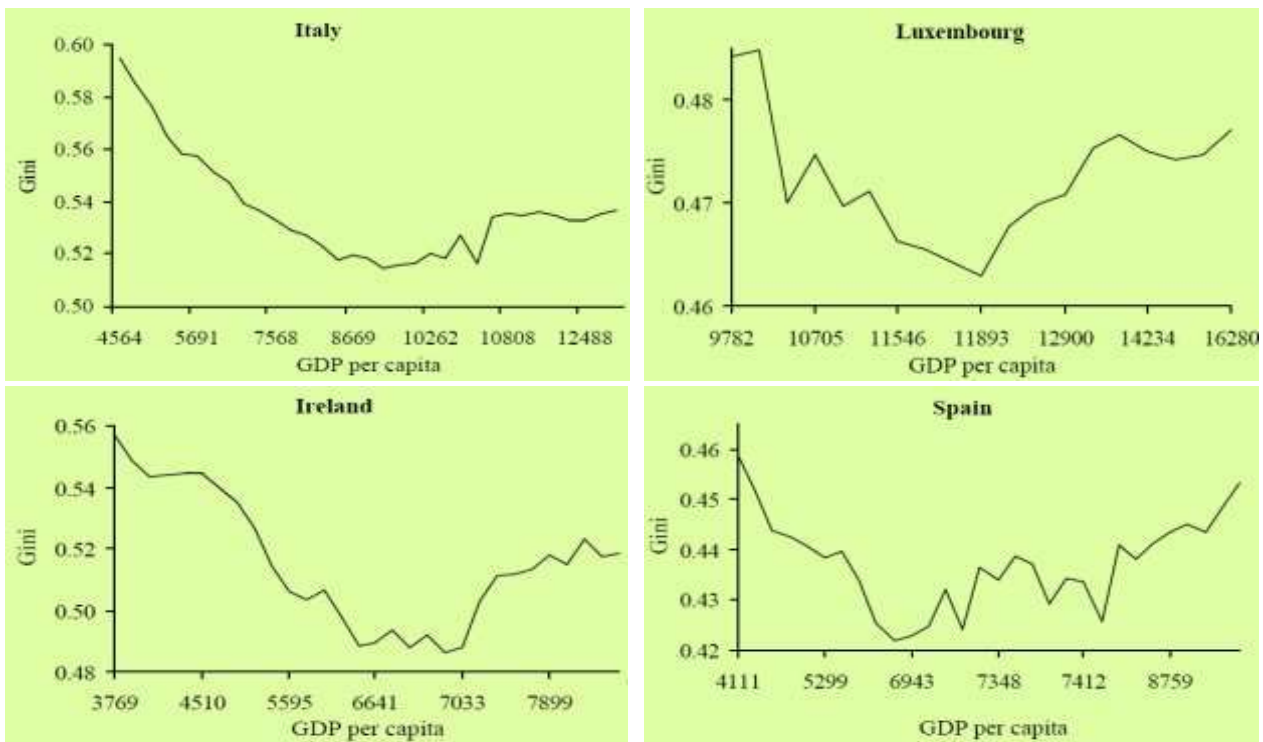 Italy
0.60
0.58
0.56
0.54
0.52
0.50
Gini
4564 5691 7568 8669 10262 10808 12488
GDP per capita
Luxembourg
0.48
0.47
0.46
Gini
9782 10705 11546 11893 12900 14234 16280
GDP per capita
Ireland
0.56
0.54
0.52
0.50
0.48
Gini
3769 4510 5595 6641 7033 7899
GDP per capita
Spain
0.46
0.45
0.44
0.43
0.42
Gini
4111 5299 6943 7348 7412 8759
GDP per capita